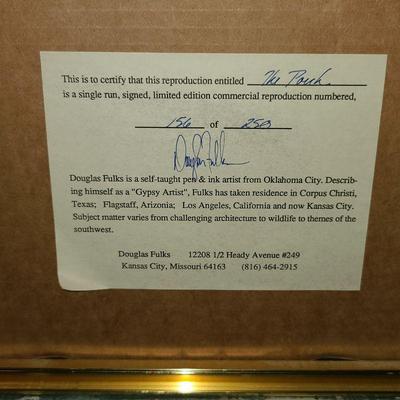 This is to certify that this reproduction entitled The Porch
is a single run, signed, limited edition commercial reproduction numbered,
156 of 250
Douglas Fulks
Douglas Fulks is a self-taught pen & ink artist from Oklahoma City. Describ-
ing himself as a "Gypsy Artist", Fulks has taken residence in Corpus Christi,
Texas; Flagstaff, Arizonia; Los Angeles, California and now Kansas City.
Subject matter varies from challenging architecture to wildlife to themes of the
southwest.
Douglas Fulks 12208 1/2 Heady Avenue #249
Kansas City, Missouri 64163 (816) 464-2915